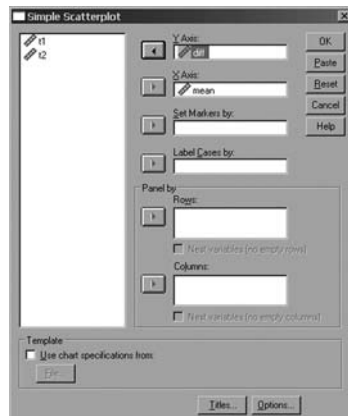 Simple Scatterplot
t1
t2
Y Axis:
diff
X Axis:
mean
Set Markers by:
Label Cases by:
Panel by
Rows:
Nest variables (no empty rows)
Columns:
Nest variables (no empty columns)
Template
Use chart specifications from:
File...
Titles...
Options...
OK
Paste
Reset
Cancel
Help